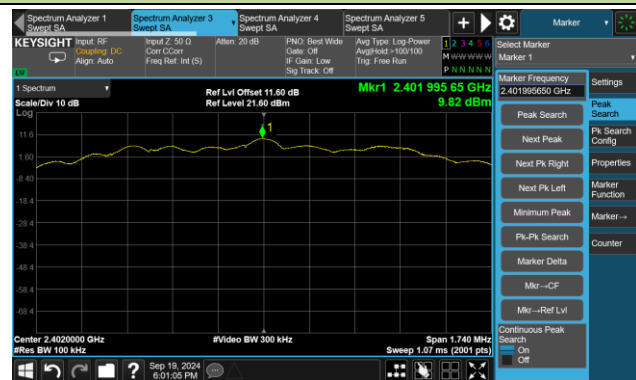 Spectrum Analyzer 1
Swept SA
Spectrum Analyzer 3
Swept SA
Spectrum Analyzer 4
Swept SA
Spectrum Analyzer 5
Swept SA
Marker
KEYSIGHT
Input: RF
Coupling: DC
Align: Auto
Input Z: 50 Ω
Corr CCorr
Freq Ref: Int (S)
Atten: 20 dB
PNO: Best Wide
Gate: Off
IF Gain: Low
Sig Track: Off
Avg Type: Log-Power
Avg|Hold:>100/100
Trig: Free Run
1 2 3 4 5 6
M W W W W W
P N N N N N
Select Marker
Marker 1
1 Spectrum
Scale/Div 10 dB
Log
Ref Lvl Offset 11.60 dB
Ref Level 21.60 dBm
Mkr1 2.401 995 65 GHz
9.82 dBm
1
11.6
1.60
-8.40
-18.4
-28.4
-38.4
-48.4
-58.4
-68.4
Center 2.4020000 GHz
#Res BW 100 kHz
#Video BW 300 kHz
Span 1.740 MHz
Sweep 1.07 ms (2001 pts)
Marker Frequency
2.401995650 GHz
Peak Search
Next Peak
Next Pk Right
Next Pk Left
Minimum Peak
Pk-Pk Search
Marker Delta
Mkr→CF
Mkr→Ref Lvl
Continuous Peak
Search
On
Off
Settings
Peak
Search
Pk Search
Config
Properties
Marker
Function
Marker→
Counter
?
Sep 19, 2024
6:01:05 PM